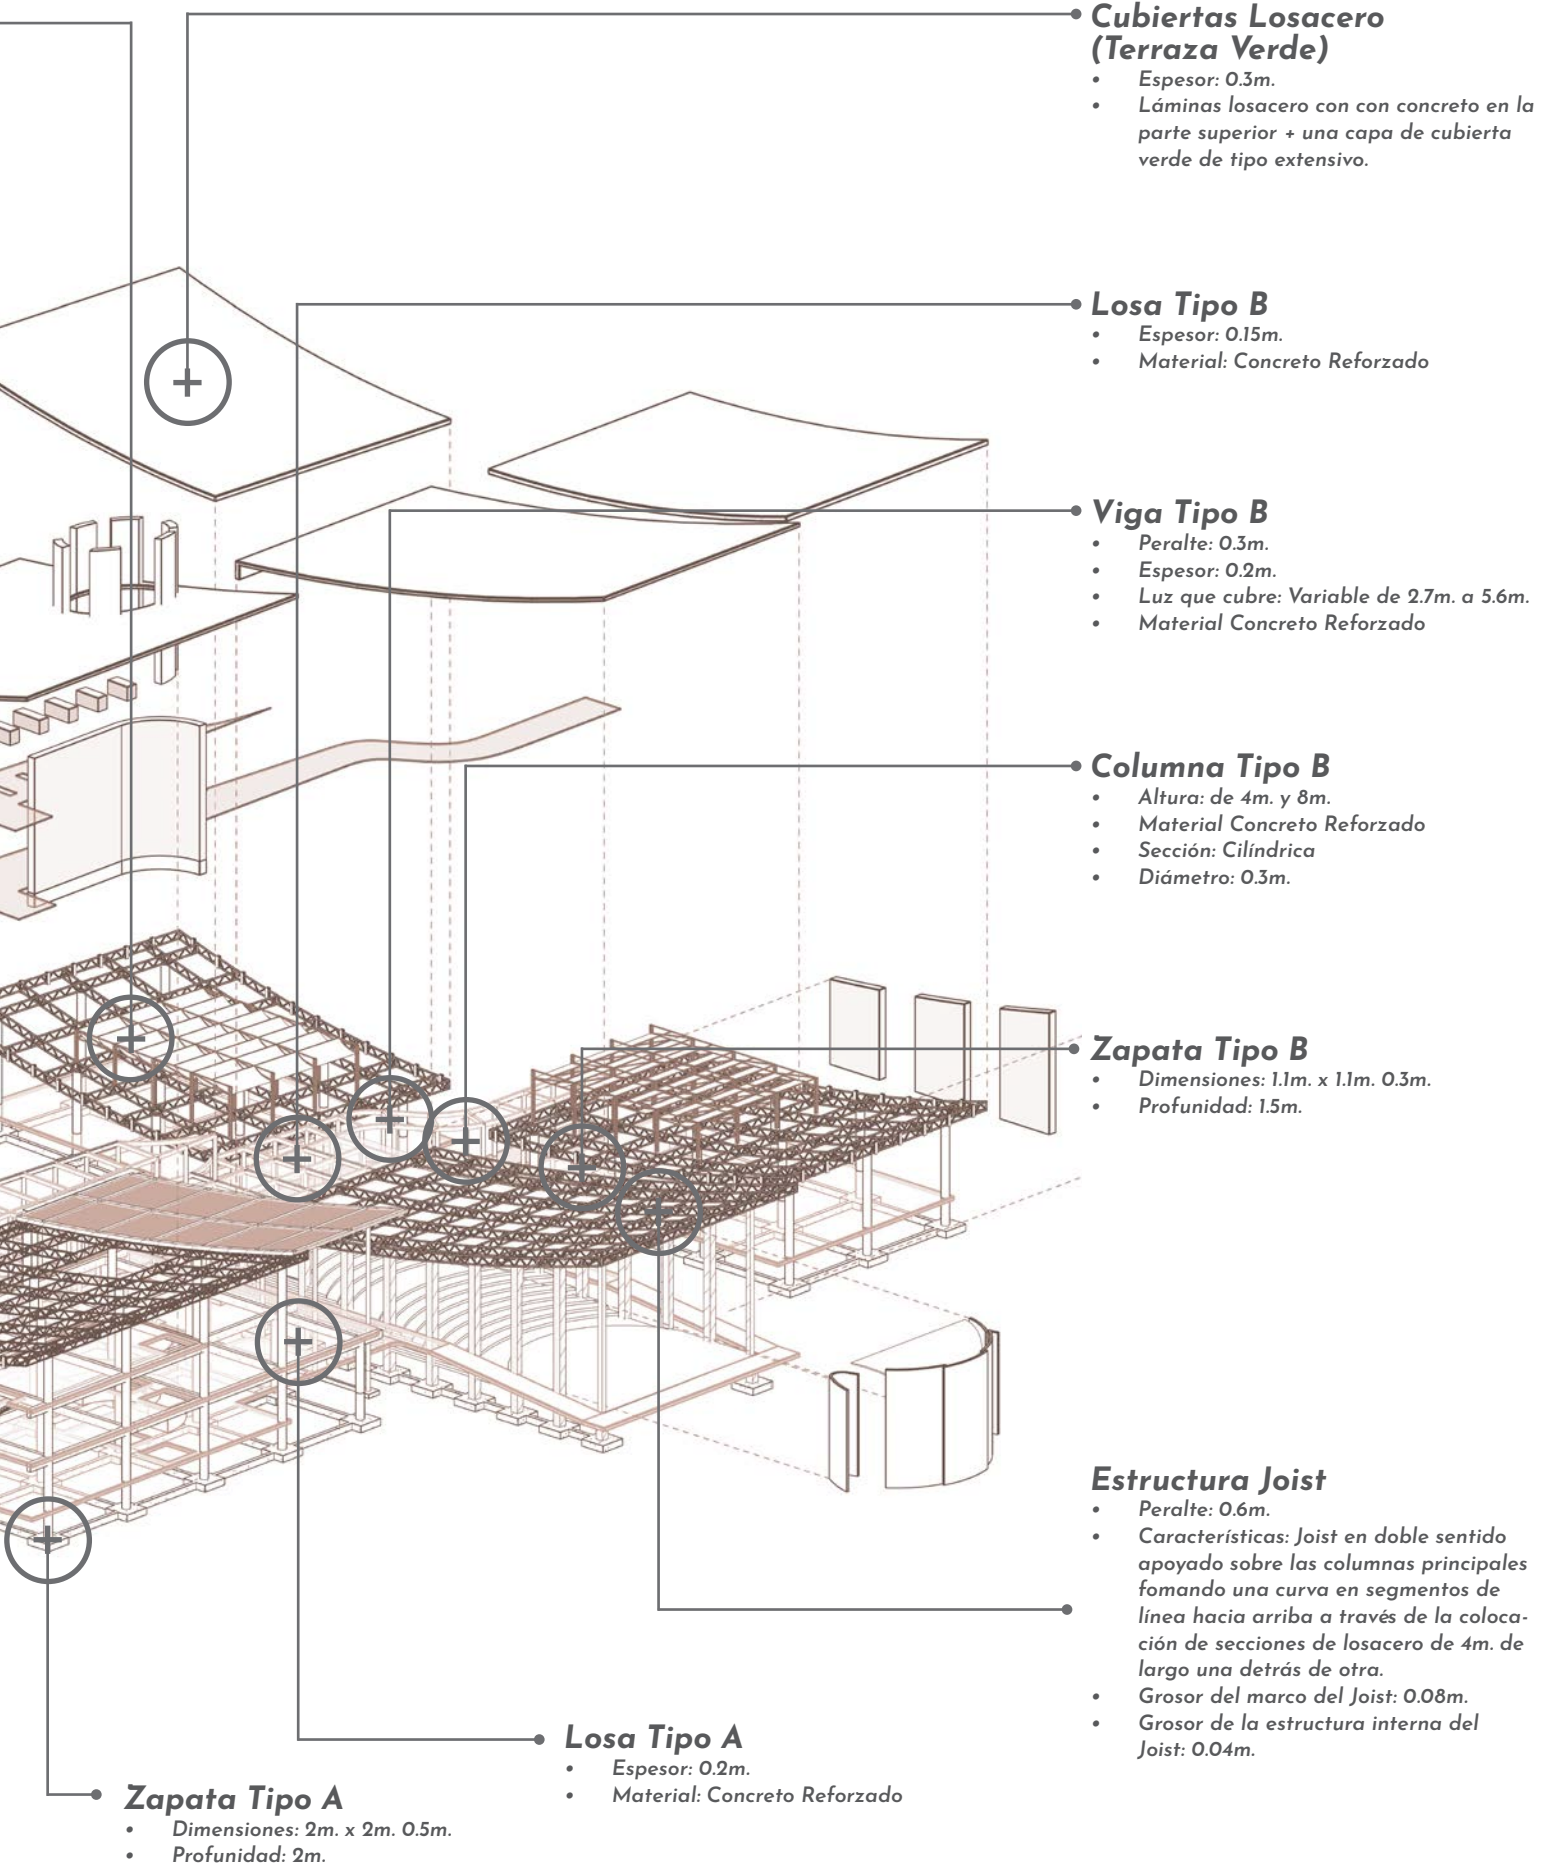 Cubiertas Losacero
(Terraza Verde)
• Espesor: 0.3m.
• Láminas losacero con con concreto en la
parte superior + una capa de cubierta
verde de tipo extensivo.
Losa Tipo B
• Espesor: 0.15m.
• Material: Concreto Reforzado
Viga Tipo B
• Peralte: 0.3m.
• Espesor: 0.2m.
• Luz que cubre: Variable de 2.7m. a 5.6m.
• Material Concreto Reforzado
Columna Tipo B
• Altura: de 4m. y 8m.
• Material Concreto Reforzado
• Sección: Cilíndrica
• Diámetro: 0.3m.
Zapata Tipo B
• Dimensiones: 1.1m. x 1.1m. 0.3m.
• Profunidad: 1.5m.
Estructura Joist
• Peralte: 0.6m.
• Características: Joist en doble sentido
apoyado sobre las columnas principales
fomando una curva en segmentos de
línea hacia arriba a través de la coloca-
ción de secciones de losacero de 4m. de
largo una detrás de otra.
• Grosor del marco del Joist: 0.08m.
• Grosor de la estructura interna del
Joist: 0.04m.
Losa Tipo A
• Espesor: 0.2m.
• Material: Concreto Reforzado
Zapata Tipo A
• Dimensiones: 2m. x 2m. 0.5m.
• Profunidad: 2m.